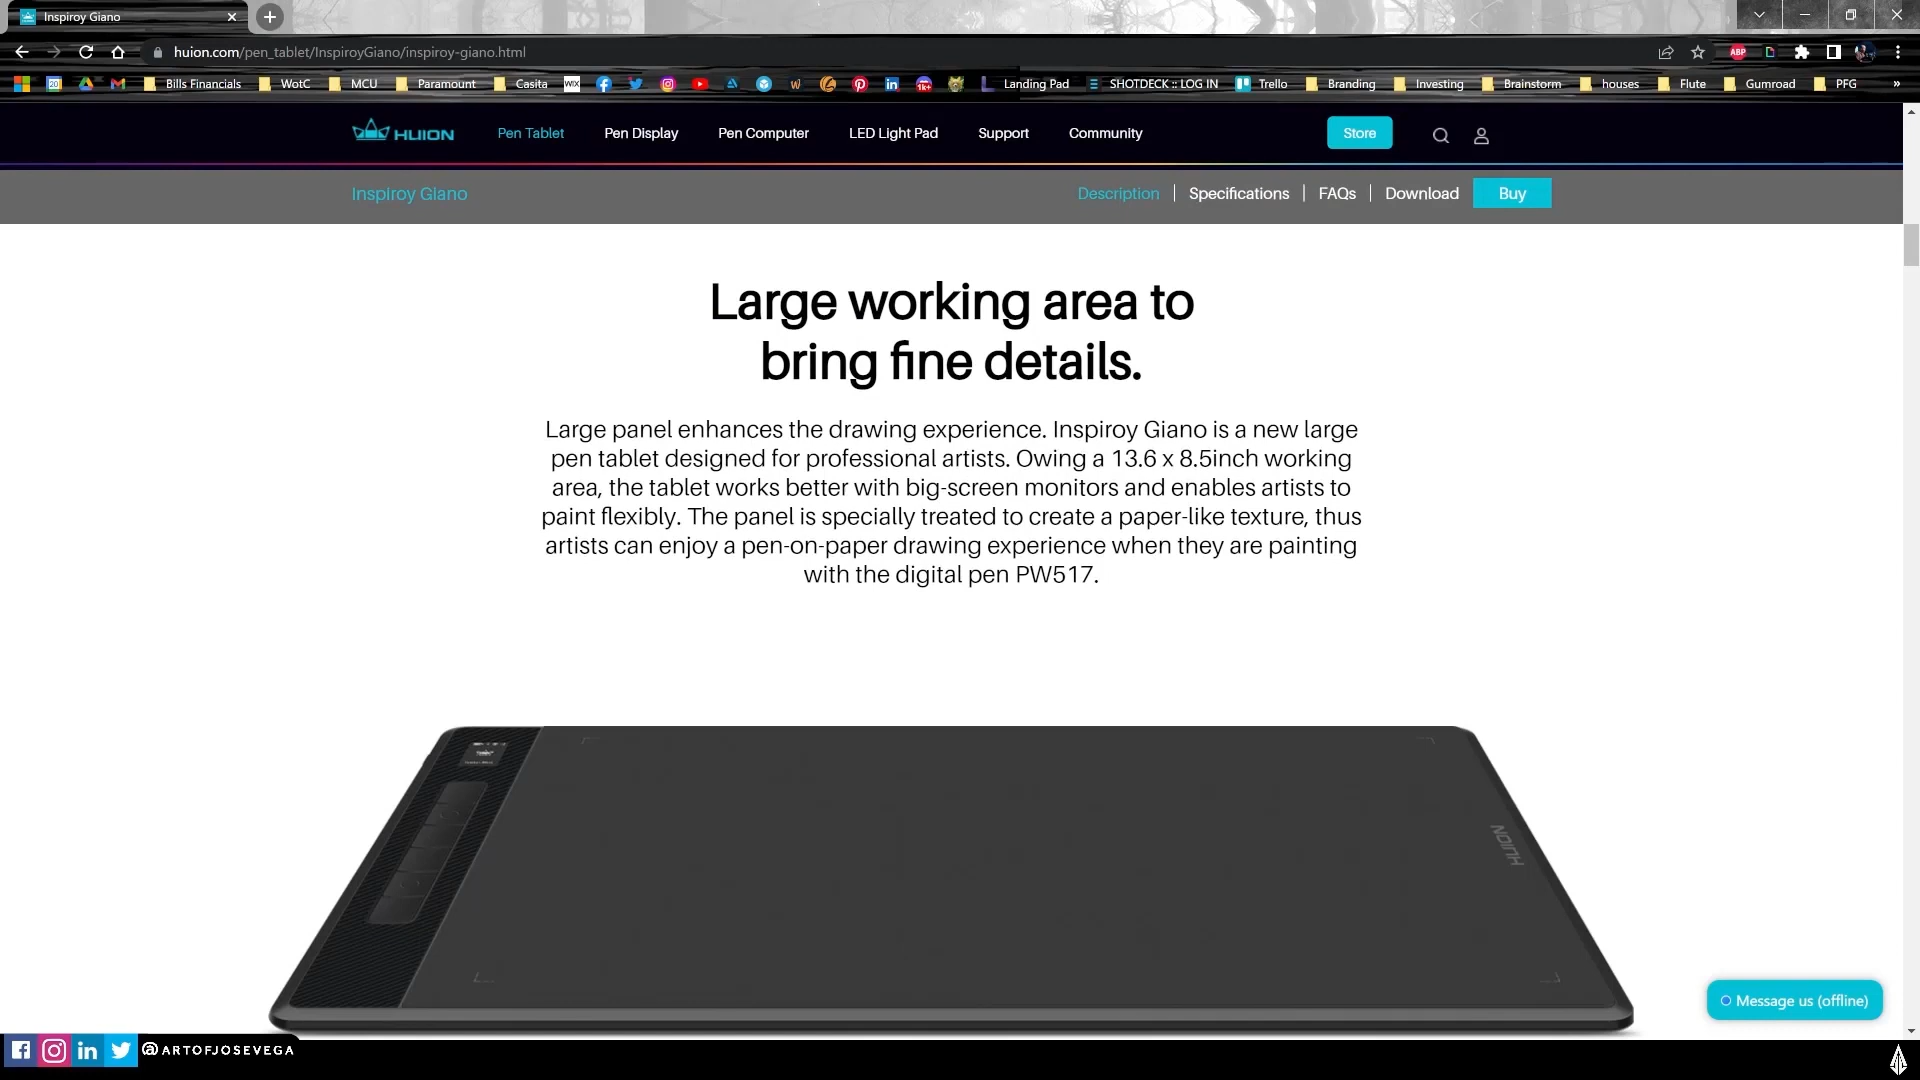 Inspiroy Giano
huion.com/pen_tablet/InspiroyGiano/inspiroy-giano.html
ABP
20 Bills Financials WotC MCU Paramount Casita WIX 1K+ Landing Pad SHOTDECK :: LOG IN Trello Branding Investing Brainstorm houses Flute Gumroad PFG »
HUION Pen Tablet Pen Display Pen Computer LED Light Pad Support Community Store
Inspiroy Giano Description | Specifications | FAQs | Download Buy
Large working area to
bring fine details.
Large panel enhances the drawing experience. Inspiroy Giano is a new large
pen tablet designed for professional artists. Owing a 13.6 x 8.5inch working
area, the tablet works better with big-screen monitors and enables artists to
paint flexibly. The panel is specially treated to create a paper-like texture, thus
artists can enjoy a pen-on-paper drawing experience when they are painting
with the digital pen PW517.
HUION
Message us (offline)
@ARTOFJOSEVEGA